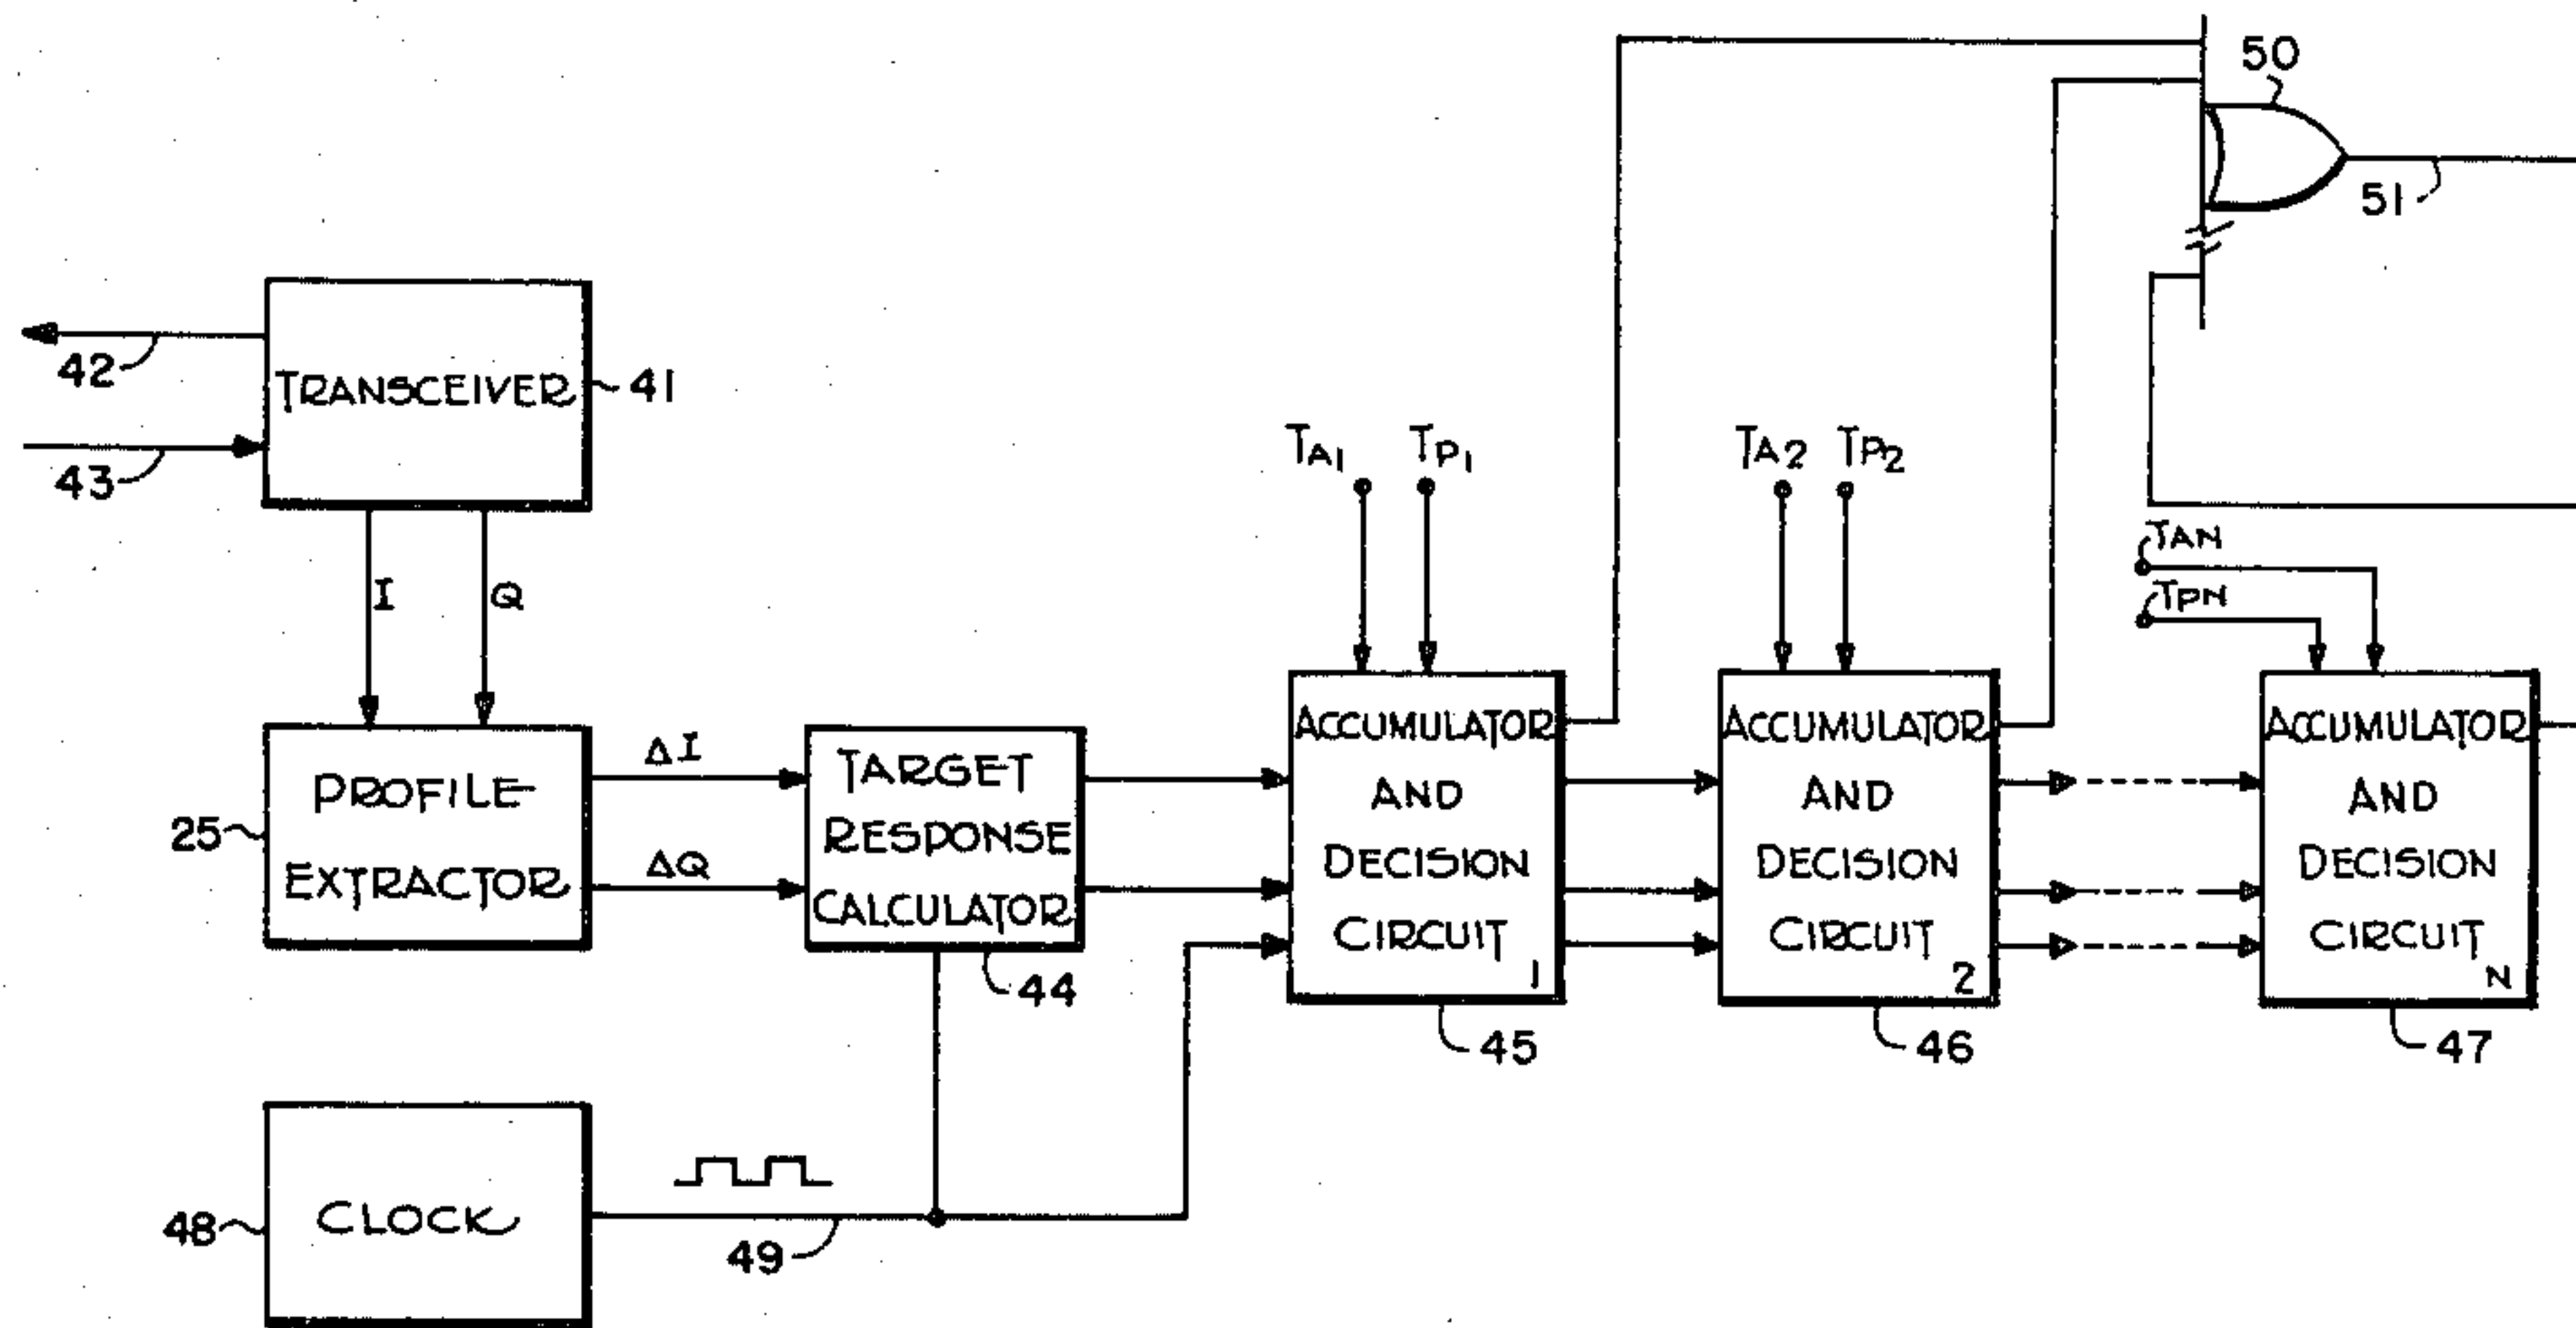 50
51
42
TRANSCEIVER
41
43
I
Q
TA1
TP1
TA2
TP2
TAN
TPN
PROFILE
EXTRACTOR
25
ΔI
ΔQ
TARGET
RESPONSE
CALCULATOR
44
ACCUMULATOR
AND
DECISION
CIRCUIT
1
45
ACCUMULATOR
AND
DECISION
CIRCUIT
2
46
ACCUMULATOR
AND
DECISION
CIRCUIT
N
47
CLOCK
48
49